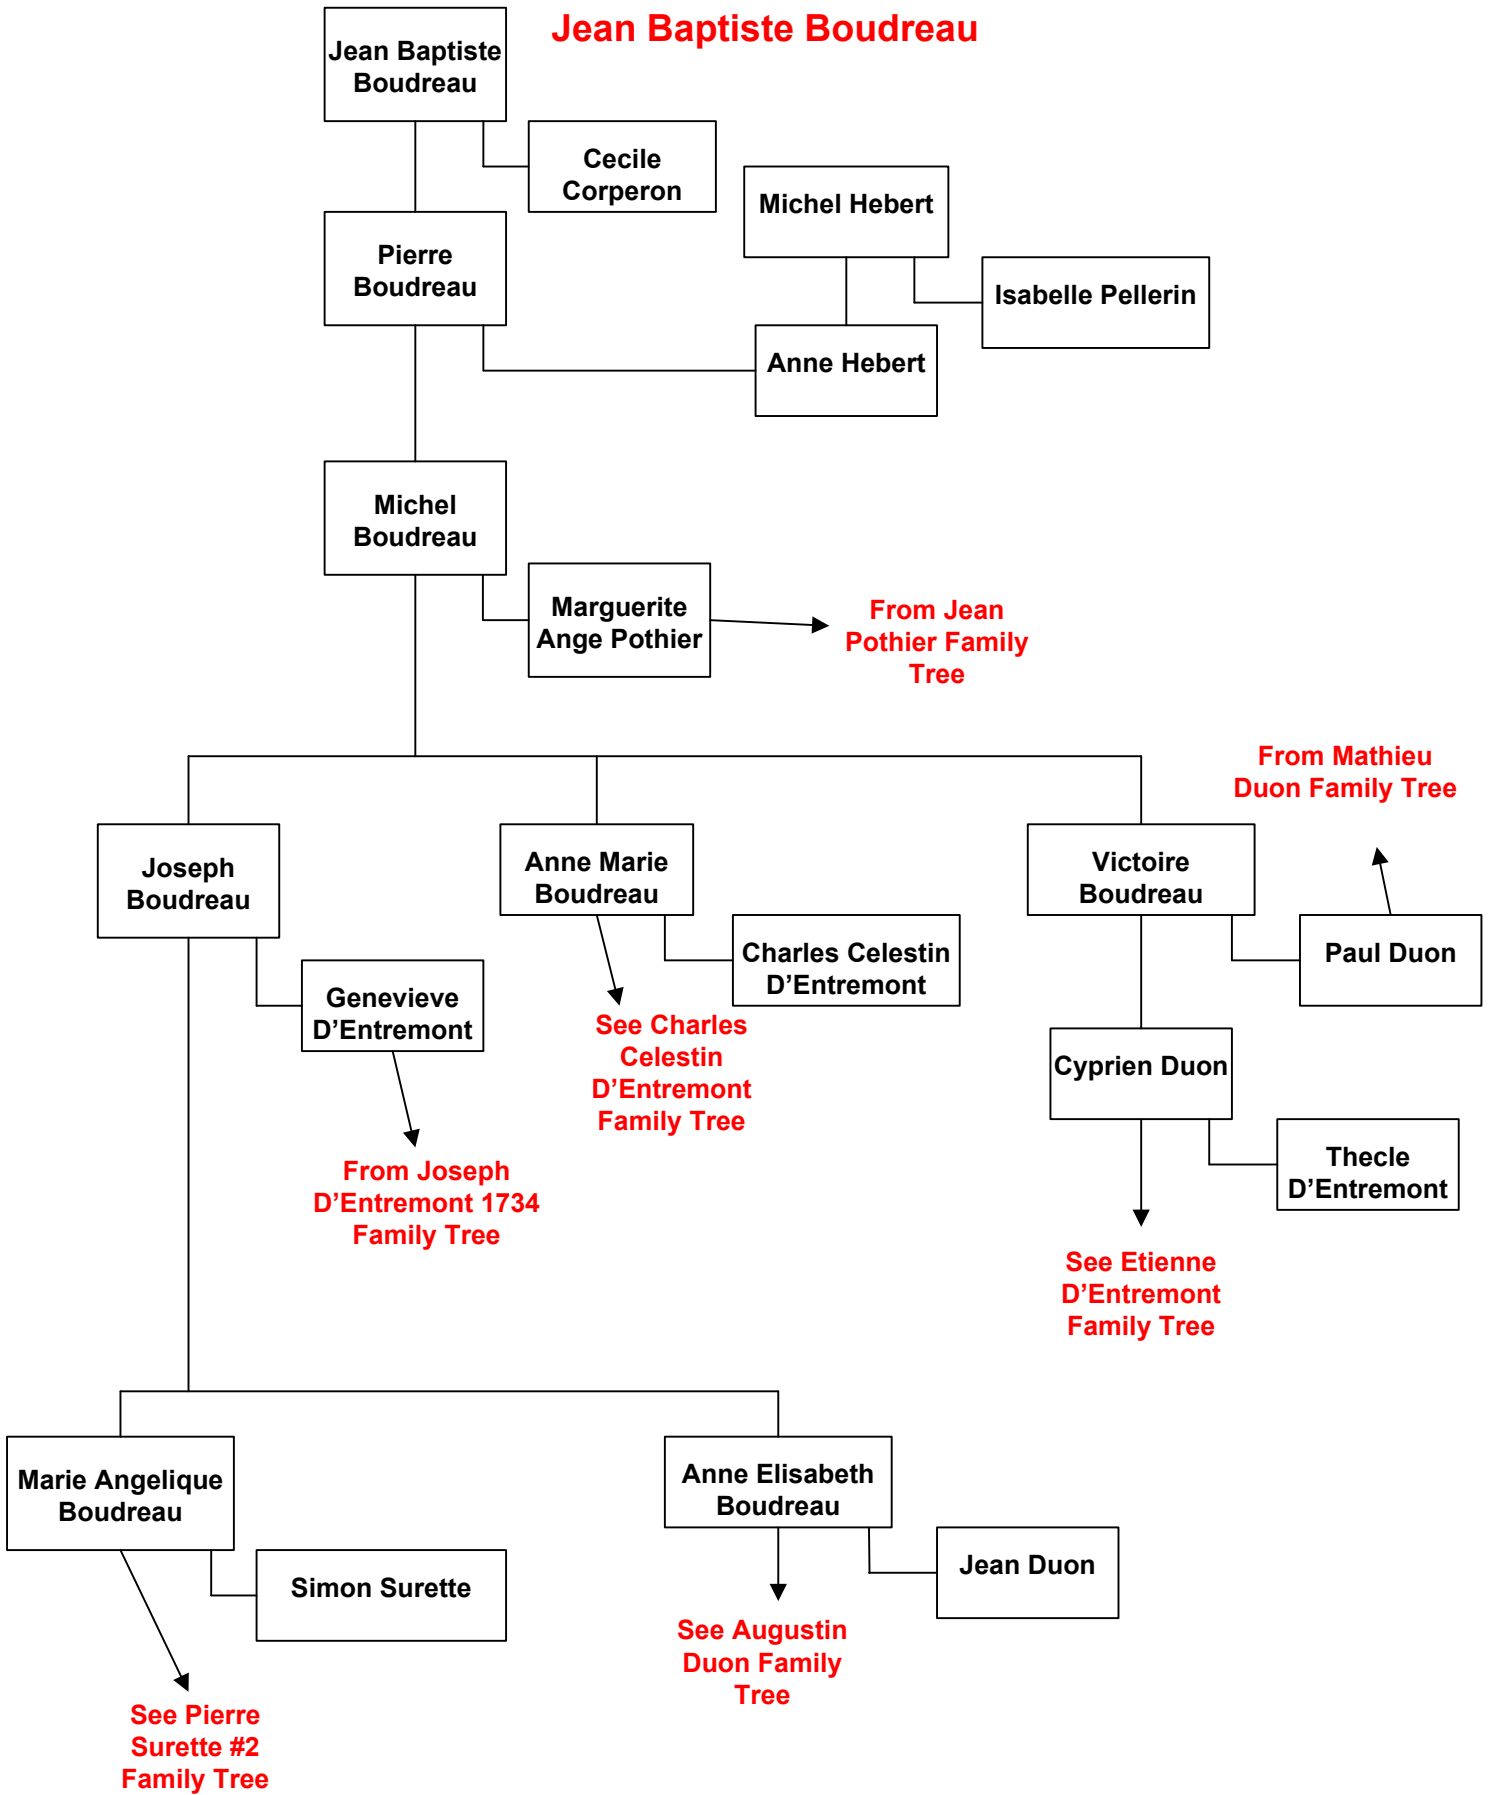 Jean Baptiste Boudreau
Jean Baptiste
Boudreau
Cecile
Corperon
Michel Hebert
Pierre
Boudreau
Isabelle Pellerin
Anne Hebert
Michel
Boudreau
Marguerite
Ange Pothier
From Jean
Pothier Family
Tree
From Mathieu
Duon Family Tree
Joseph
Boudreau
Anne Marie
Boudreau
Victoire
Boudreau
Charles Celestin
D’Entremont
Paul Duon
Genevieve
D’Entremont
See Charles
Celestin
D’Entremont
Family Tree
Cyprien Duon
Thecle
D’Entremont
From Joseph
D’Entremont 1734
Family Tree
See Etienne
D’Entremont
Family Tree
Marie Angelique
Boudreau
Anne Elisabeth
Boudreau
Simon Surette
Jean Duon
See Augustin
Duon Family
Tree
See Pierre
Surette #2
Family Tree